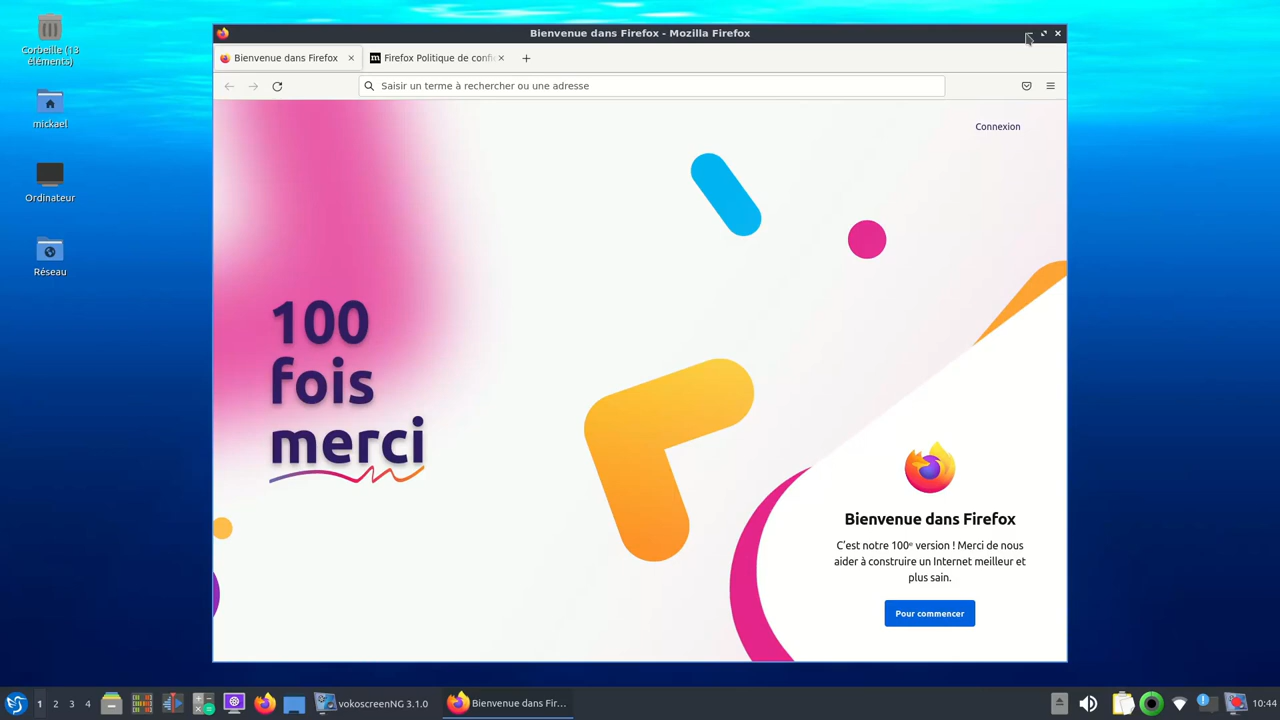 Corbeille (13
éléments)
mickael
Ordinateur
Réseau
Bienvenue dans Firefox - Mozilla Firefox
Bienvenue dans Firefox
m Firefox Politique de confi
Saisir un terme à rechercher ou une adresse
Connexion
100
fois
merci
Bienvenue dans Firefox
C'est notre 100ᵉ version ! Merci de nous
aider à construire un Internet meilleur et
plus sain.
Pour commencer
1 2 3 4
vokoscreenNG 3.1.0
Bienvenue dans Fir...
10:44